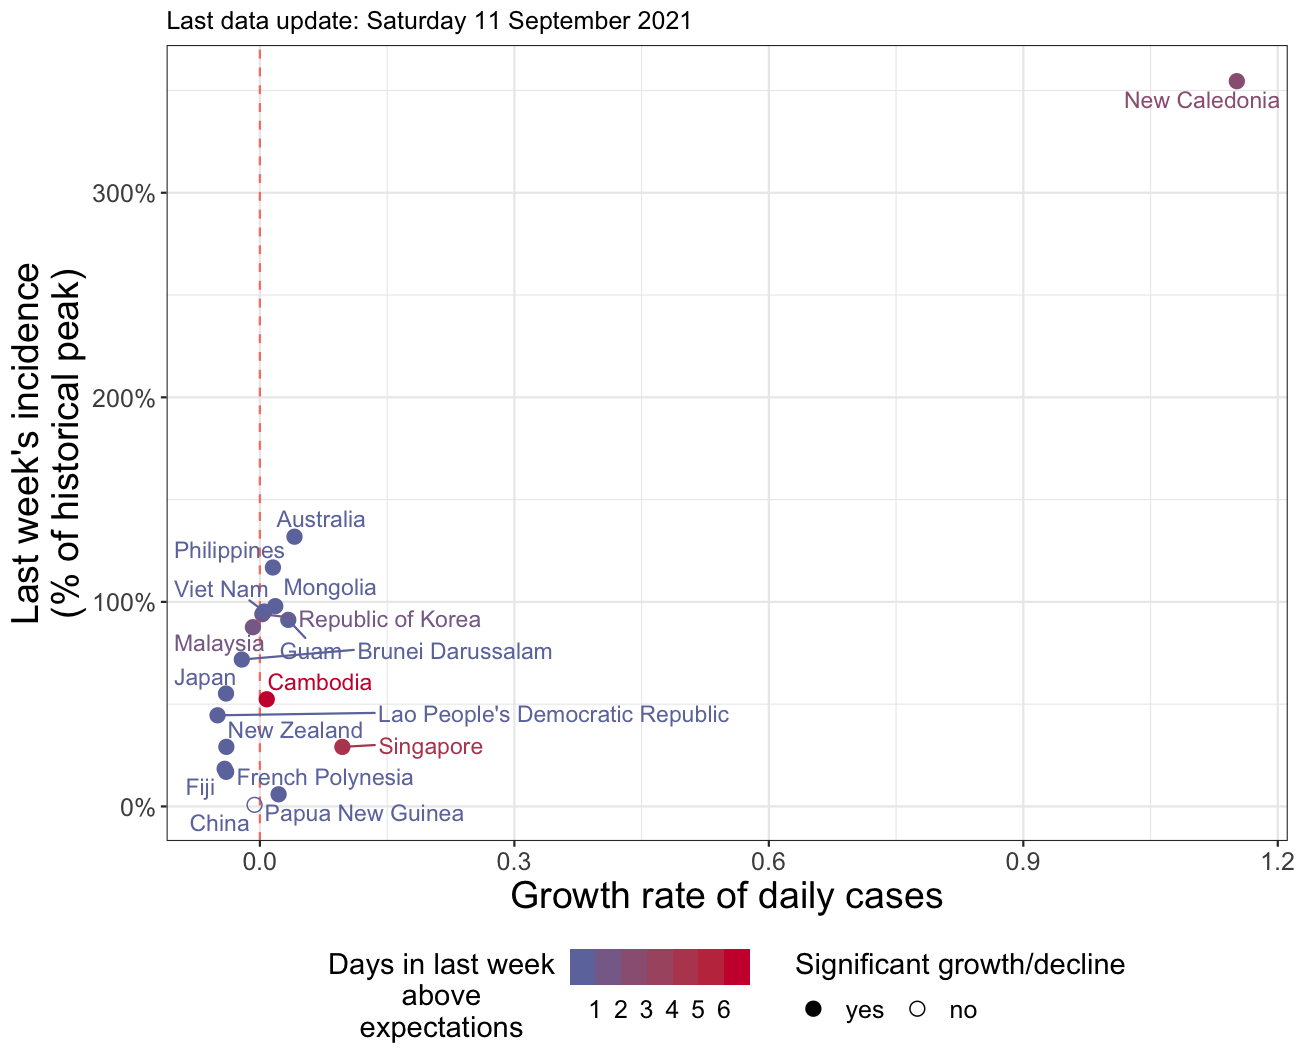 Last data update: Saturday 11 September 2021
Last week's incidence
(% of historical peak)
300%
200%
100%
0%
New Caledonia
Australia
Philippines
Viet Nam
Mongolia
Republic of Korea
Malaysia
Guam
Brunei Darussalam
Japan
Cambodia
Lao People's Democratic Republic
New Zealand
Singapore
Fiji
French Polynesia
Papua New Guinea
China
0.0 0.3 0.6 0.9 1.2
Growth rate of daily cases
Days in last week
above
expectations
1 2 3 4 5 6
Significant growth/decline
yes no